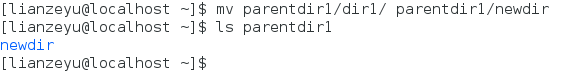 [lianzeyu@localhost ~]$ mv parentdir1/dir1/ parentdir1/newdir
[lianzeyu@localhost ~]$ ls parentdir1
newdir
[lianzeyu@localhost ~]$